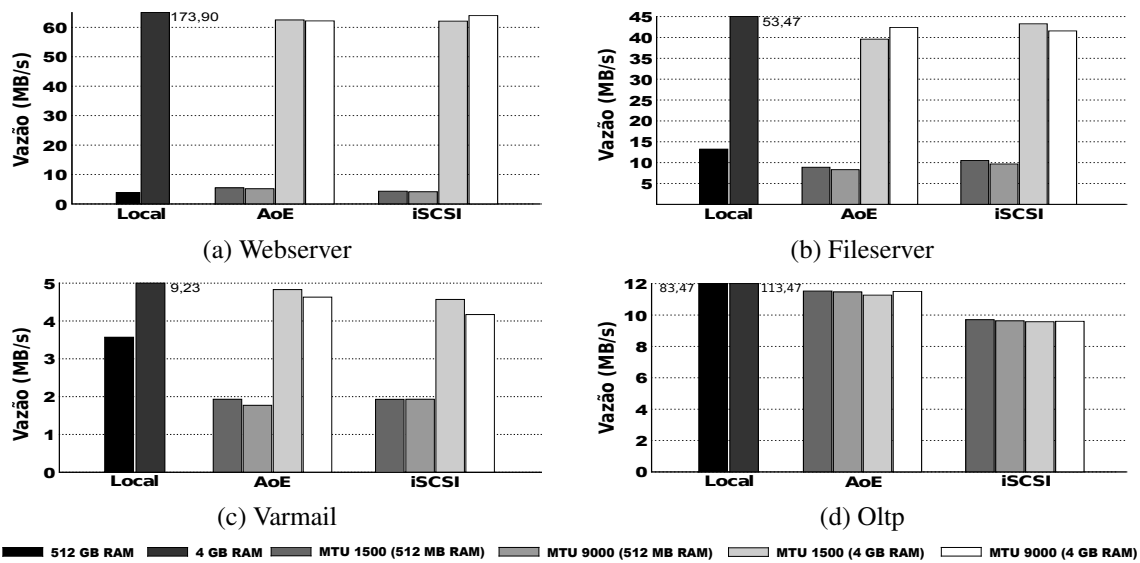 173,90
60
50
40
30
20
10
0
Vazão (MB/s)
Local AoE iSCSI
(a) Webserver
53,47
45
40
35
30
25
20
15
10
5
Vazão (MB/s)
Local AoE iSCSI
(b) Fileserver
9,23
5
4
3
2
1
0
Vazão (MB/s)
Local AoE iSCSI
(c) Varmail
83,47 113,47
12
10
8
6
4
2
0
Vazão (MB/s)
Local AoE iSCSI
(d) Oltp
512 GB RAM 4 GB RAM MTU 1500 (512 MB RAM) MTU 9000 (512 MB RAM) MTU 1500 (4 GB RAM) MTU 9000 (4 GB RAM)